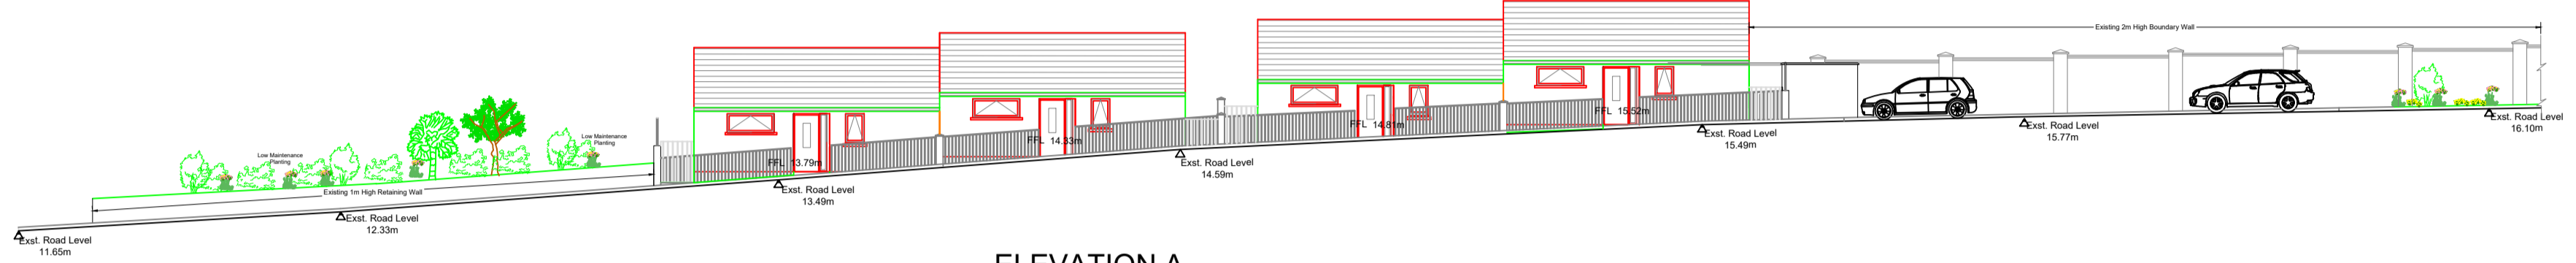 Existing 2m High Boundary Wall
Low Maintenance
Planting
Low Maintenance
Planting
FFL 13.79m
FFL 14.33m
FFL 14.81m
FFL 15.52m
Existing 1m High Retaining Wall
Exst. Road Level
11.65m
Exst. Road Level
12.33m
Exst. Road Level
13.49m
Exst. Road Level
14.59m
Exst. Road Level
15.49m
Exst. Road Level
15.77m
Exst. Road Level
16.10m
ELEVATION A